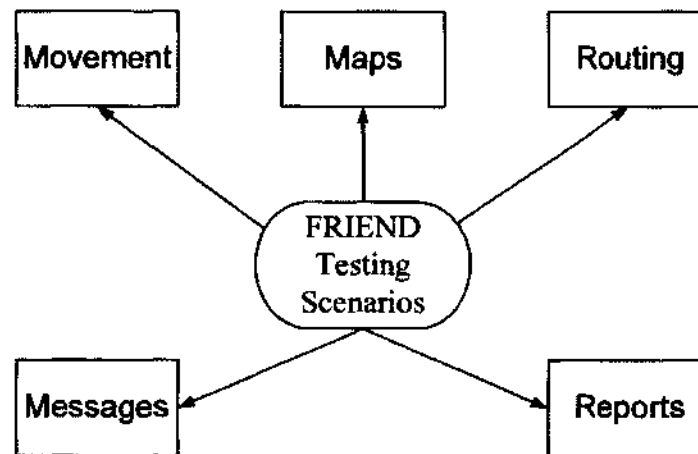 Movement
Maps
Routing
FRIEND
Testing
Scenarios
Messages
Reports